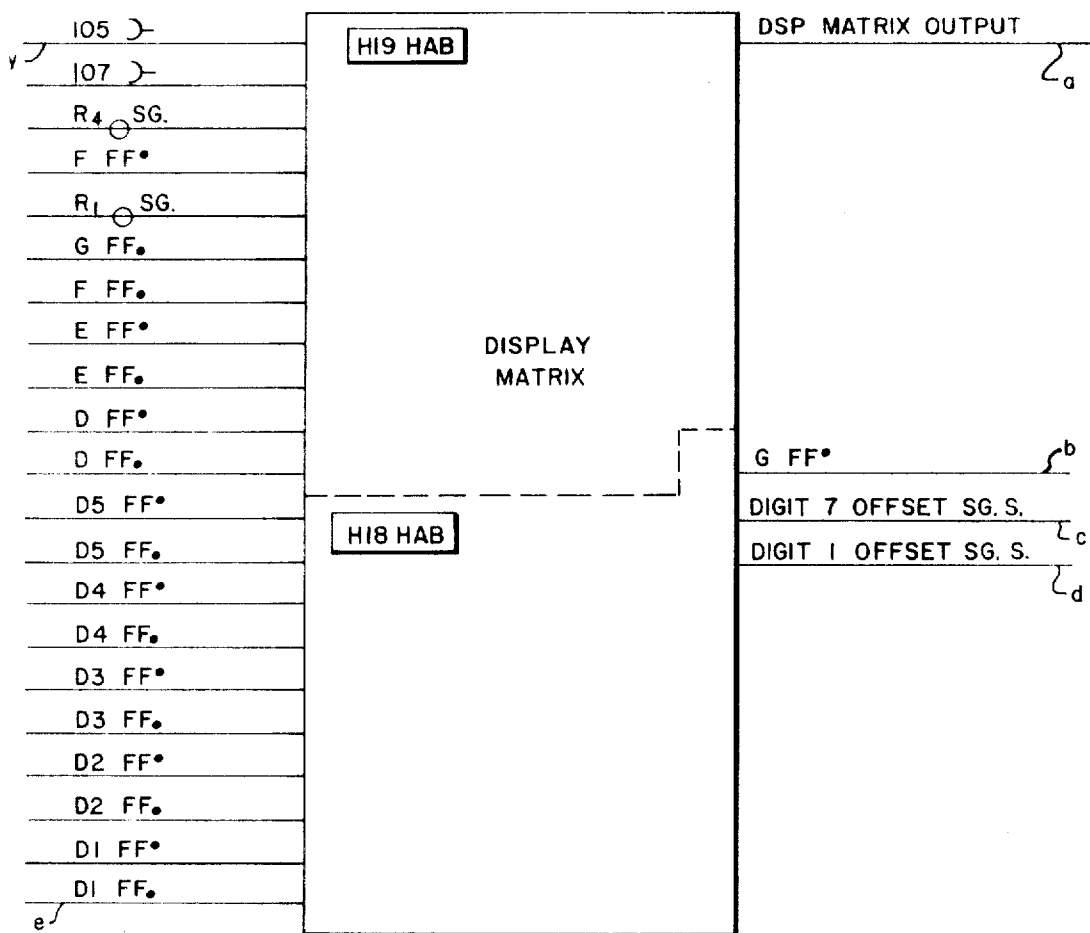 105
107
R4 SG.
F FF•
R1 SG.
G FF.
F FF.
E FF•
E FF.
D FF•
D FF.
D5 FF•
D5 FF.
D4 FF•
D4 FF.
D3 FF•
D3 FF.
D2 FF•
D2 FF.
D1 FF•
D1 FF.
y
e
H19 HAB
DISPLAY
MATRIX
H18 HAB
DSP MATRIX OUTPUT
a
G FF•
b
DIGIT 7 OFFSET SG. S.
c
DIGIT 1 OFFSET SG. S.
d